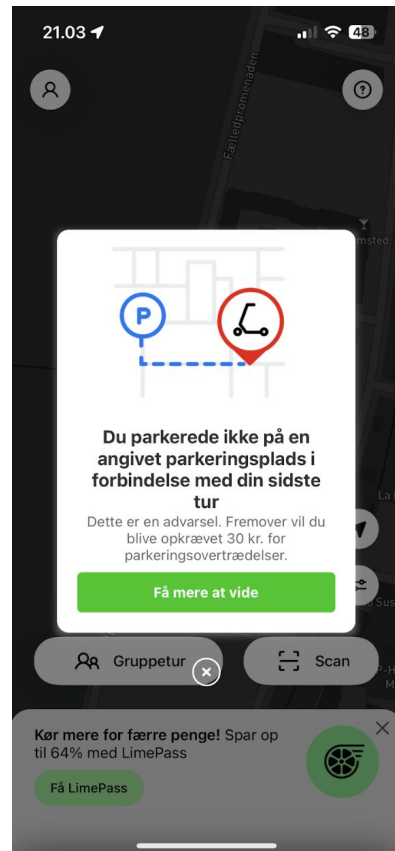 21.03
48
Fælledpromenaden
P
Du parkerede ikke på en
angivet parkeringsplads i
forbindelse med din sidste
tur
Dette er en advarsel. Fremover vil du
blive opkrævet 30 kr. for
parkeringsovertrædelser.
Få mere at vide
Gruppetur
Scan
Kør mere for færre penge! Spar op
til 64% med LimePass
Få LimePass